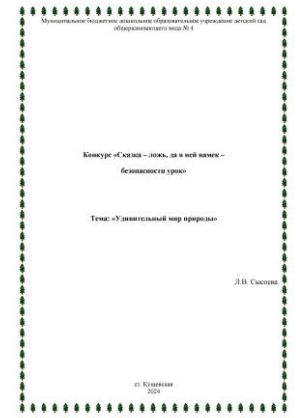 Муниципальное бюджетное дошкольное образовательное учреждение детский сад
общеразвивающего вида № 4
Конкурс «Сказка – ложь, да в ней намек –
безопасности урок»
Тема: «Удивительный мир природы»
Л.В. Сысоева
ст. Кущевская
2024